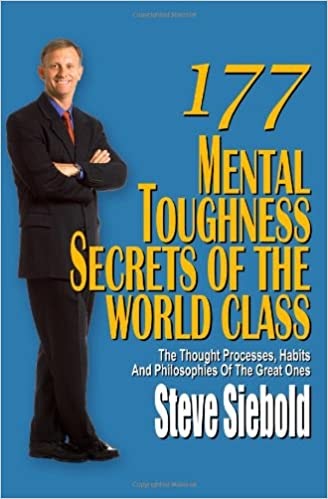 177
MENTAL
TOUGHNESS
SECRETS OF THE
WORLD CLASS
The Thought Processes, Habits
And Philosophies Of The Great Ones
Steve Siebold